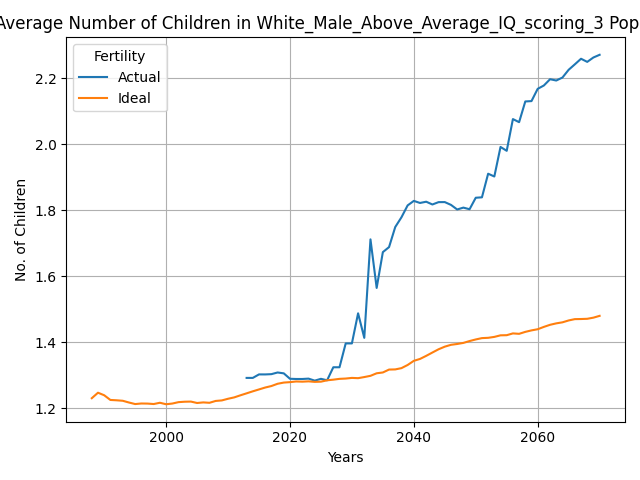 Average Number of Children in White_Male_Above_Average_IQ_scoring_3 Pop
Fertility
Actual
Ideal
2.2
2.0
1.8
1.6
1.4
1.2
No. of Children
2000
2020
2040
2060
Years